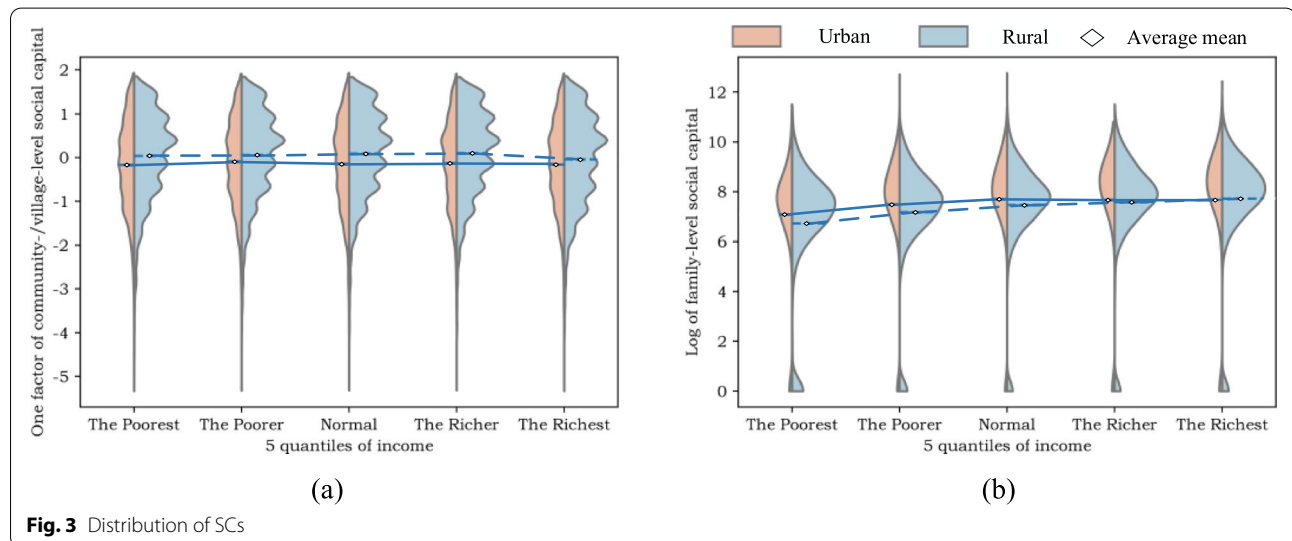 Urban Rural Average mean
One factor of community-/village-level social capital
2
1
0
-1
-2
-3
-4
-5
The Poorest The Poorer Normal The Richer The Richest
5 quantiles of income
(a)
Log of family-level social capital
12
10
8
6
4
2
0
The Poorest The Poorer Normal The Richer The Richest
5 quantiles of income
(b)
Fig. 3 Distribution of SCs